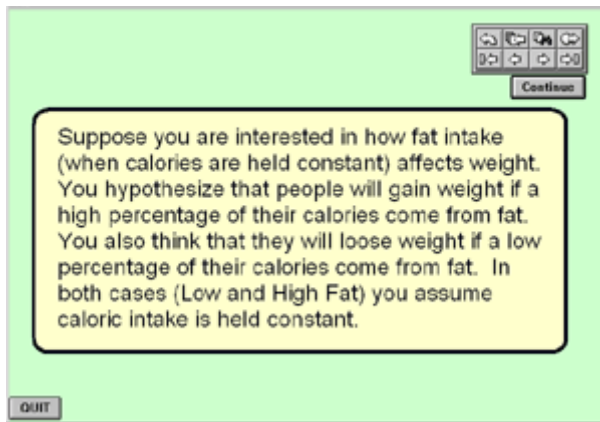 Continue
Suppose you are interested in how fat intake
(when calories are held constant) affects weight.
You hypothesize that people will gain weight if a
high percentage of their calories come from fat.
You also think that they will loose weight if a low
percentage of their calories come from fat. In
both cases (Low and High Fat) you assume
caloric intake is held constant.
QUIT